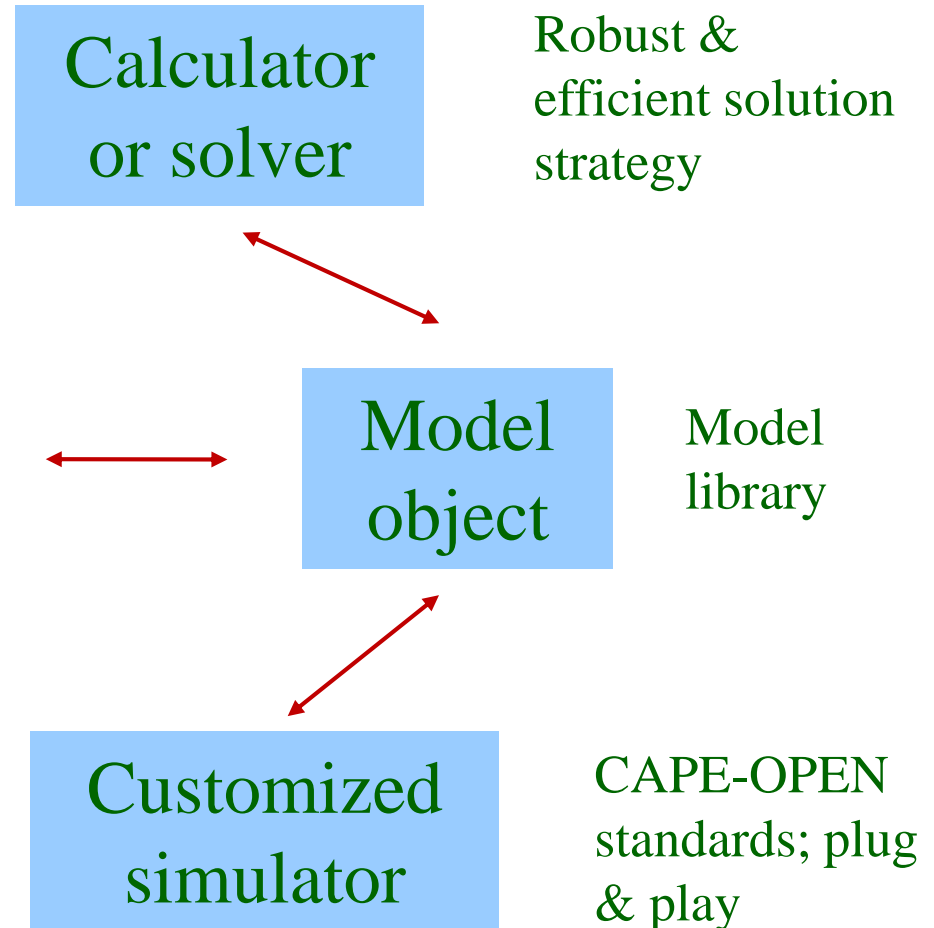 Calculator
or solver
Robust &
efficient solution
strategy
Model
object
Model
library
Customized
simulator
CAPE-OPEN
standards; plug
& play